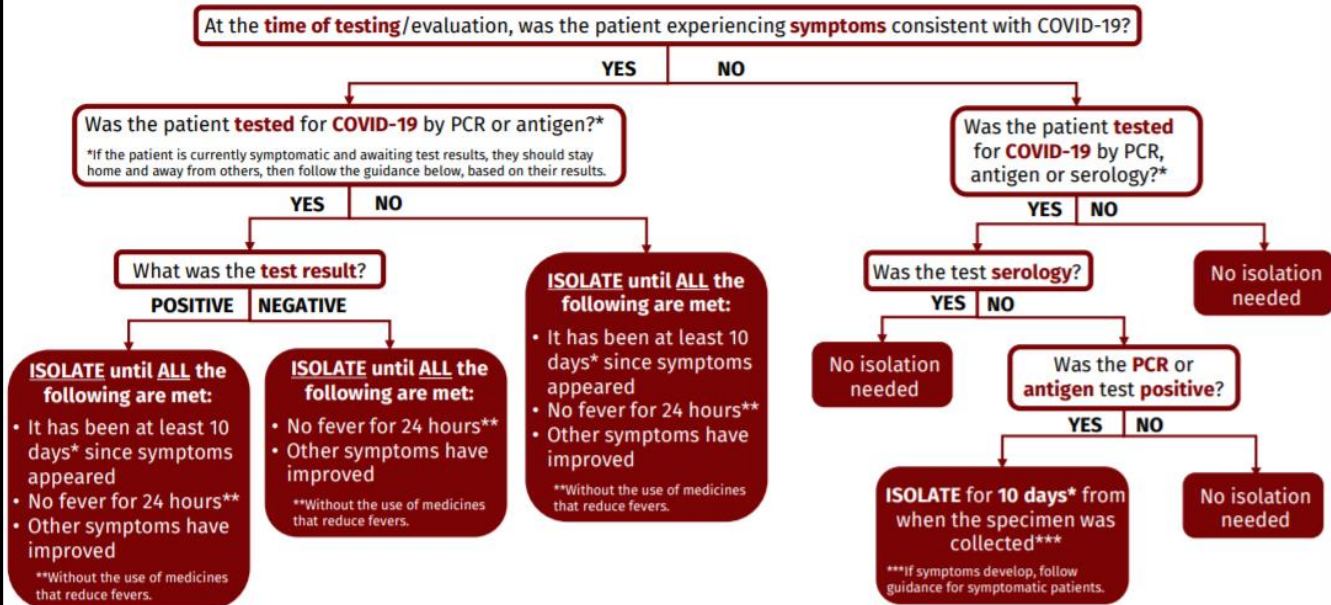 At the time of testing/evaluation, was the patient experiencing symptoms consistent with COVID-19?
YES
NO
Was the patient tested for COVID-19 by PCR or antigen?*
*If the patient is currently symptomatic and awaiting test results, they should stay
home and away from others, then follow the guidance below, based on their results.
YES
NO
What was the test result?
POSITIVE
NEGATIVE
ISOLATE until ALL the
following are met:
• It has been at least 10
days* since symptoms
appeared
• No fever for 24 hours**
• Other symptoms have
improved
**Without the use of medicines
that reduce fevers.
ISOLATE until ALL the
following are met:
• No fever for 24 hours**
• Other symptoms have
improved
**Without the use of medicines
that reduce fevers.
ISOLATE until ALL the
following are met:
• It has been at least 10
days* since symptoms
appeared
• No fever for 24 hours**
• Other symptoms have
improved
**Without the use of medicines
that reduce fevers.
Was the patient tested
for COVID-19 by PCR,
antigen or serology?*
YES
NO
Was the test serology?
No isolation
needed
YES
NO
No isolation
needed
Was the PCR or
antigen test positive?
YES
NO
ISOLATE for 10 days* from
when the specimen was
collected***
***If symptoms develop, follow
guidance for symptomatic patients.
No isolation
needed